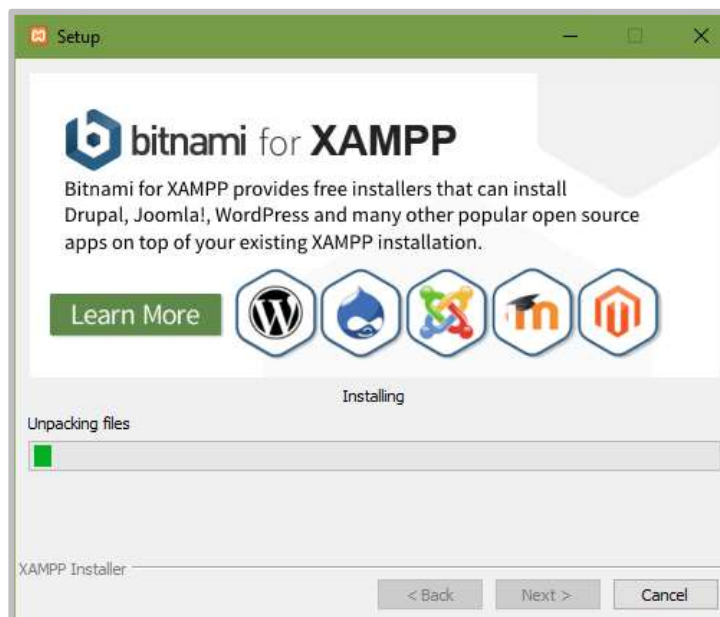 Setup
bitnami for XAMPP
Bitnami for XAMPP provides free installers that can install
Drupal, Joomla!, WordPress and many other popular open source
apps on top of your existing XAMPP installation.
Learn More
Installing
Unpacking files
XAMPP Installer
< Back Next > Cancel